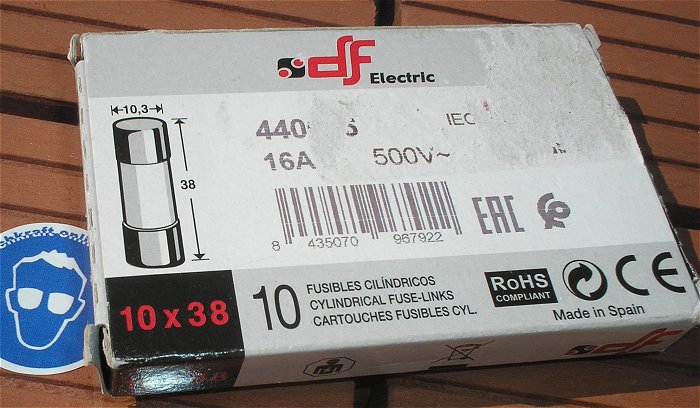 df Electric
10,3
IEC
16A 500V~
38
8 435070 967922
EAC
10 x 38
10
FUSIBLES CILÍNDRICOS
CYLINDRICAL FUSE-LINKS
CARTOUCHES FUSIBLES CYL.
RoHS
COMPLIANT
CE
Made in Spain
df